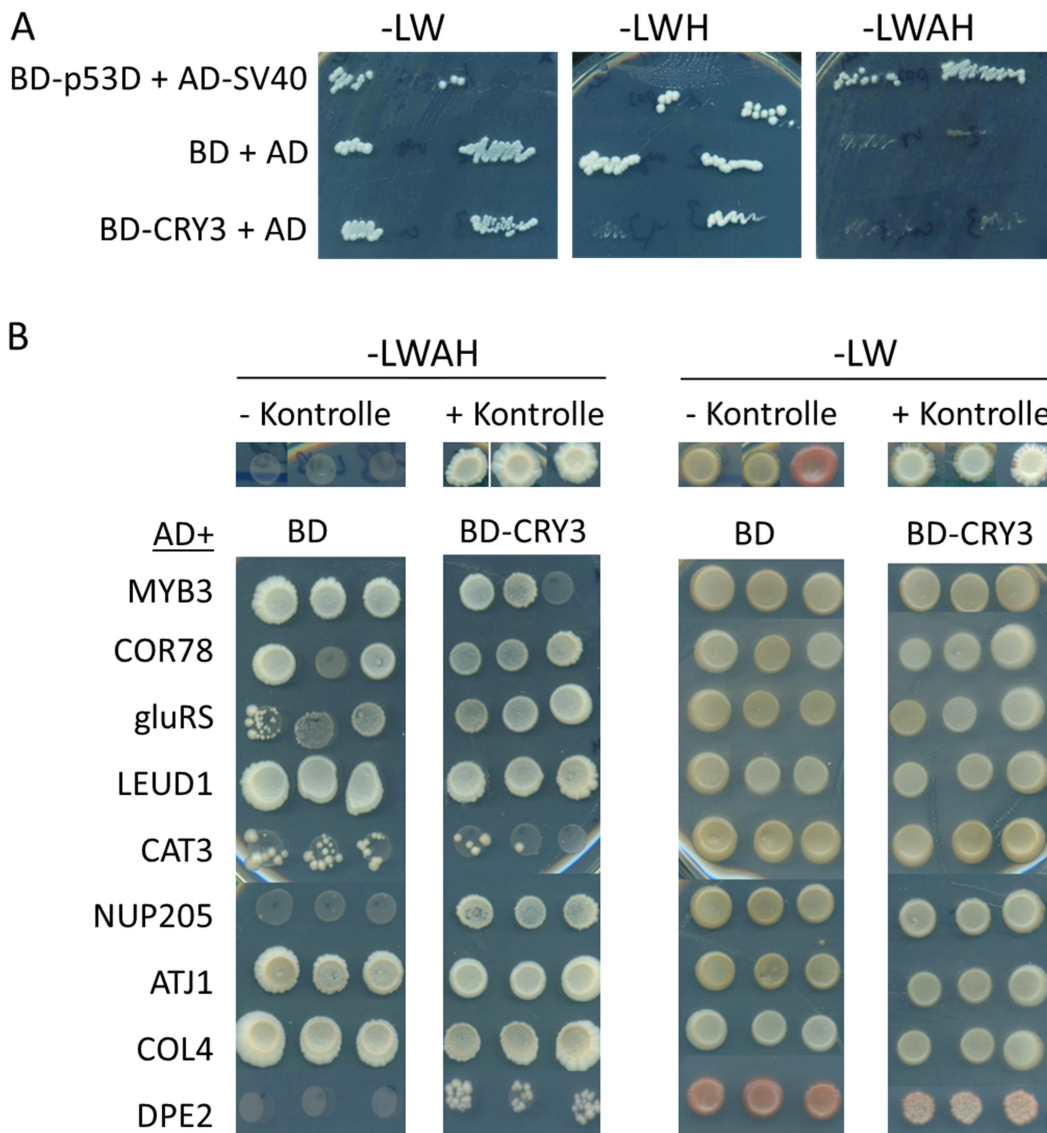 A
-LW -LWH -LWAH
BD-p53D + AD-SV40
BD + AD
BD-CRY3 + AD
B
-LWAH -LW
- Kontrolle + Kontrolle - Kontrolle + Kontrolle
AD+ BD BD-CRY3 BD BD-CRY3
MYB3
COR78
gluRS
LEUD1
CAT3
NUP205
ATJ1
COL4
DPE2